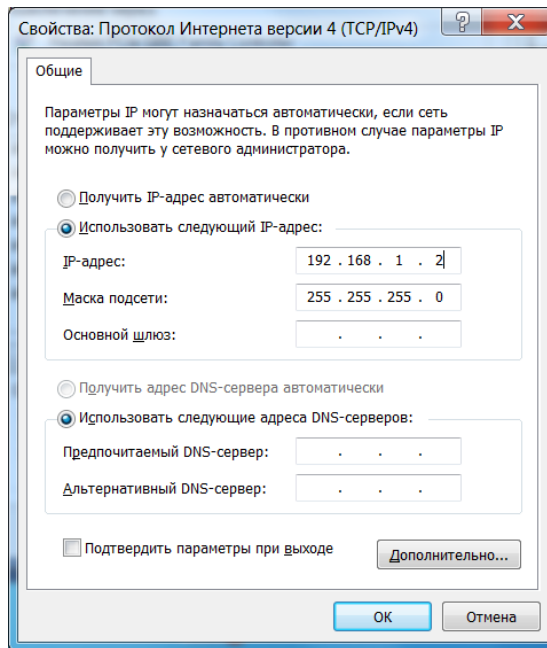 Свойства: Протокол Интернета версии 4 (TCP/IPv4)
Общие
Параметры IP могут назначаться автоматически, если сеть
поддерживает эту возможность. В противном случае параметры IP
можно получить у сетевого администратора.
Получить IP-адрес автоматически
Использовать следующий IP-адрес:
IP-адрес: 192 . 168 . 1 . 2
Маска подсети: 255 . 255 . 255 . 0
Основной шлюз: . . .
Получить адрес DNS-сервера автоматически
Использовать следующие адреса DNS-серверов:
Предпочитаемый DNS-сервер: . . .
Альтернативный DNS-сервер: . . .
Подтвердить параметры при выходе
Дополнительно...
ОК Отмена